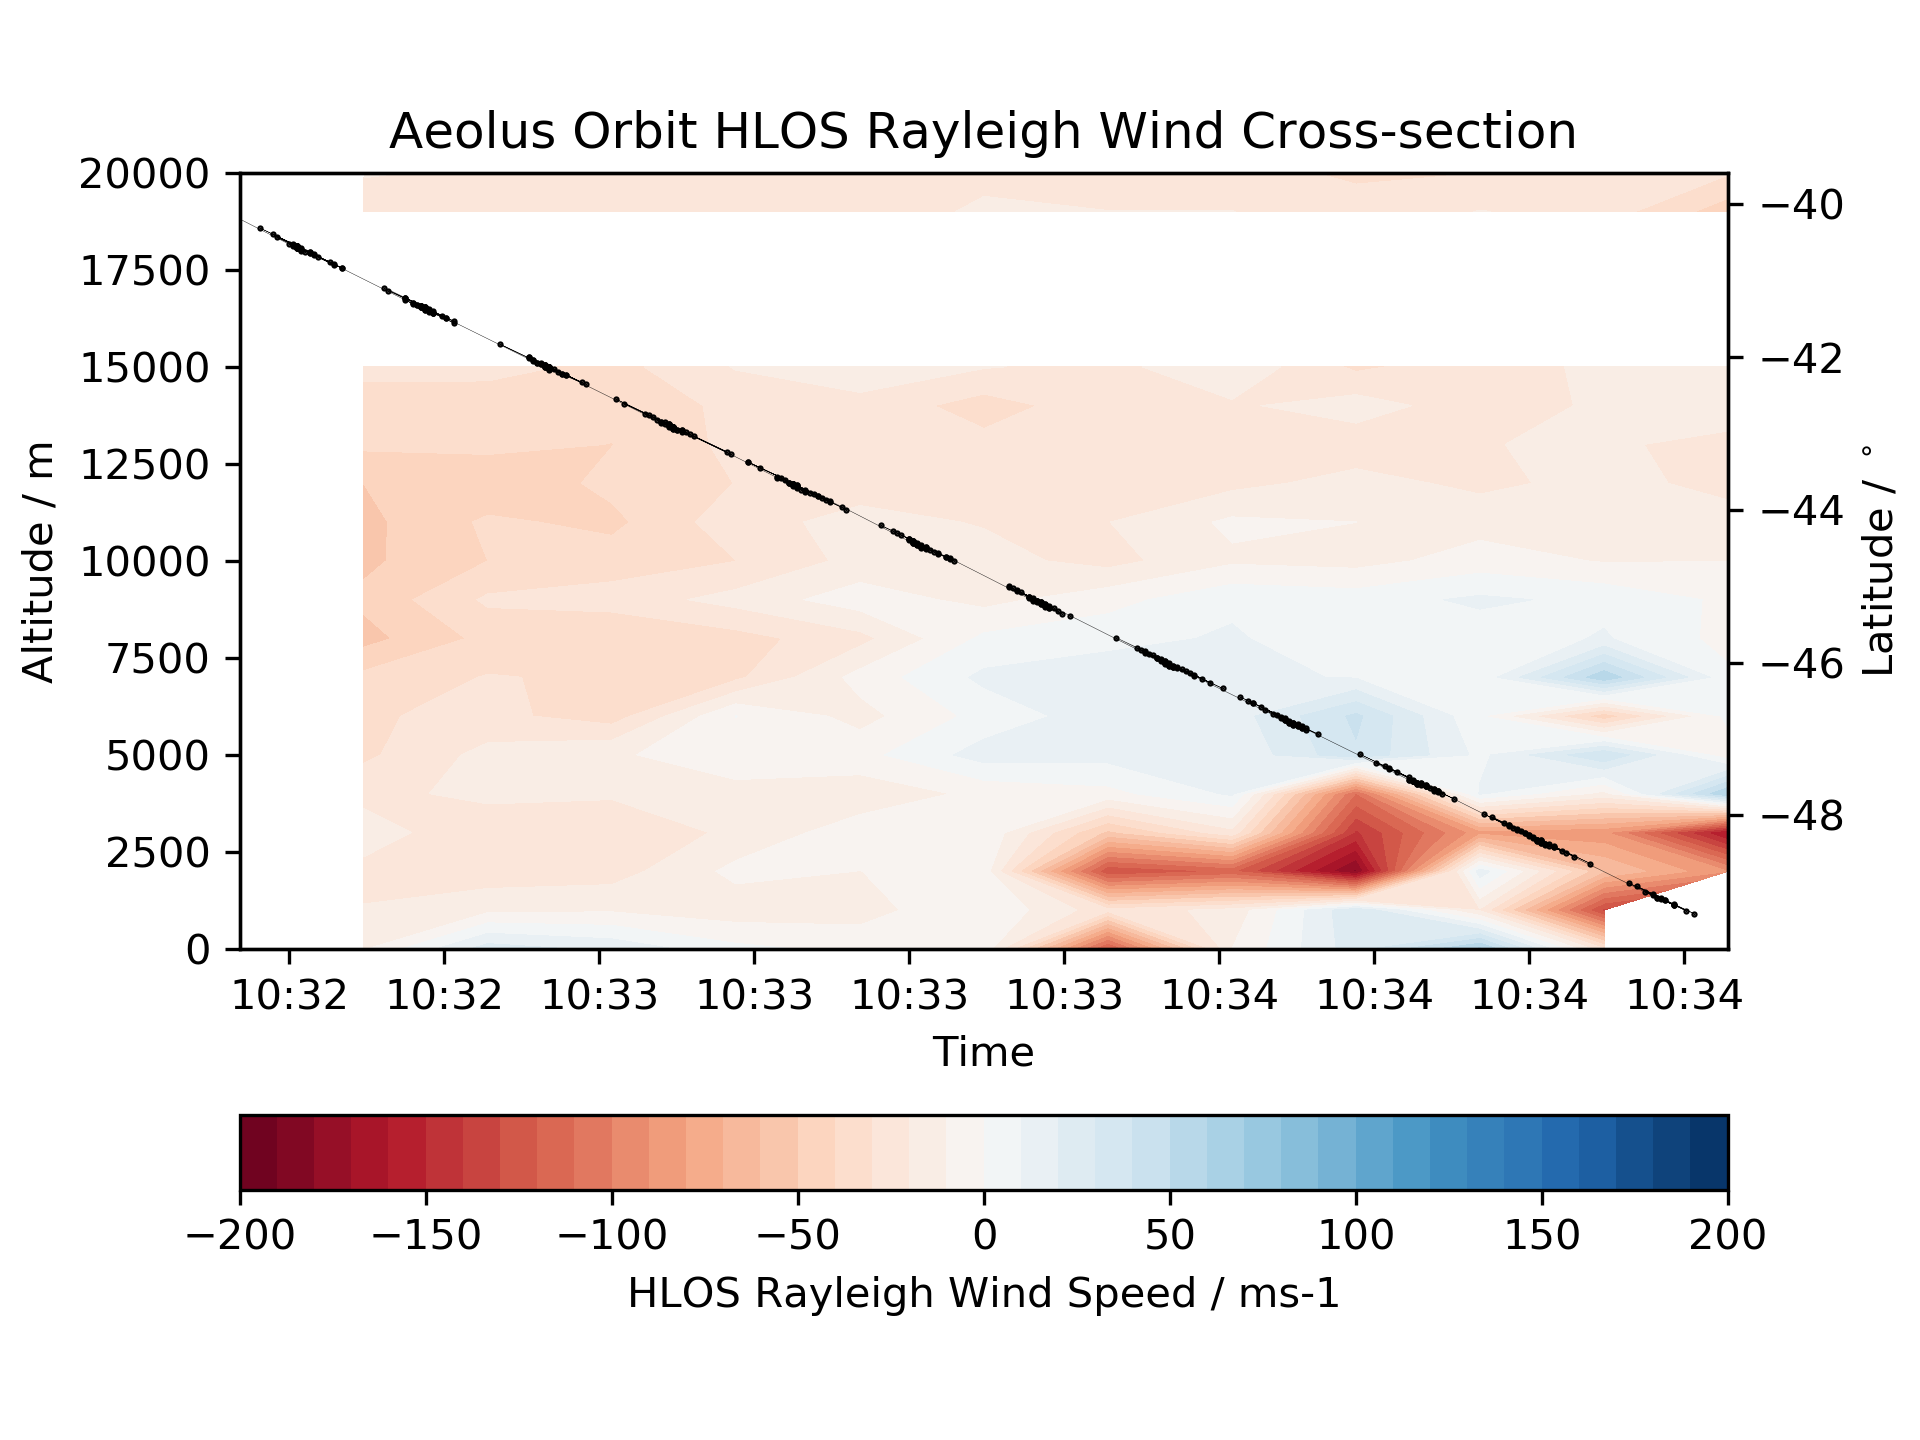 Aeolus Orbit HLOS Rayleigh Wind Cross-section
20000
17500
15000
12500
10000
7500
5000
2500
0
Altitude / m
−40
−42
−44
−46
−48
Latitude / °
10:32 10:32 10:33 10:33 10:33 10:33 10:34 10:34 10:34 10:34
Time
−200 −150 −100 −50 0 50 100 150 200
HLOS Rayleigh Wind Speed / ms-1